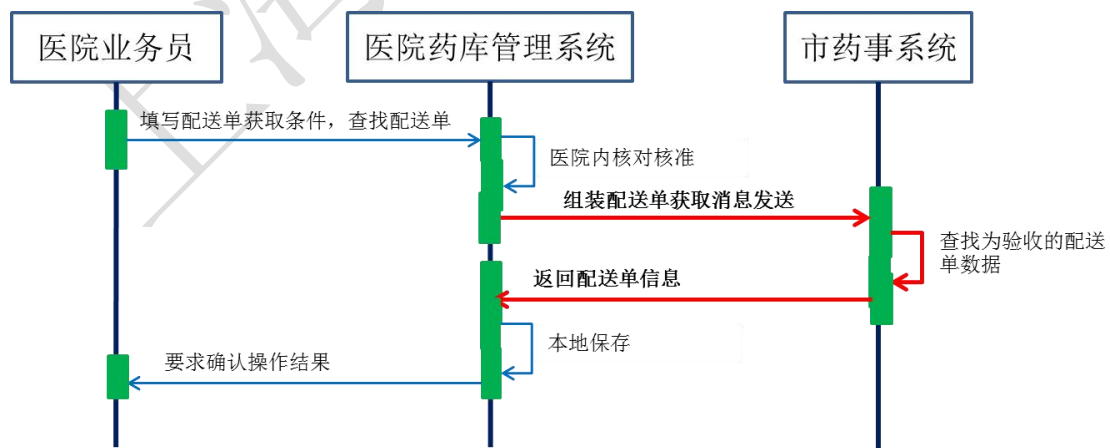 医院业务员
医院药库管理系统
市药事系统
填写配送单获取条件，查找配送单
医院内核对核准
组装配送单获取消息发送
查找为验收的配送
单数据
返回配送单信息
本地保存
要求确认操作结果